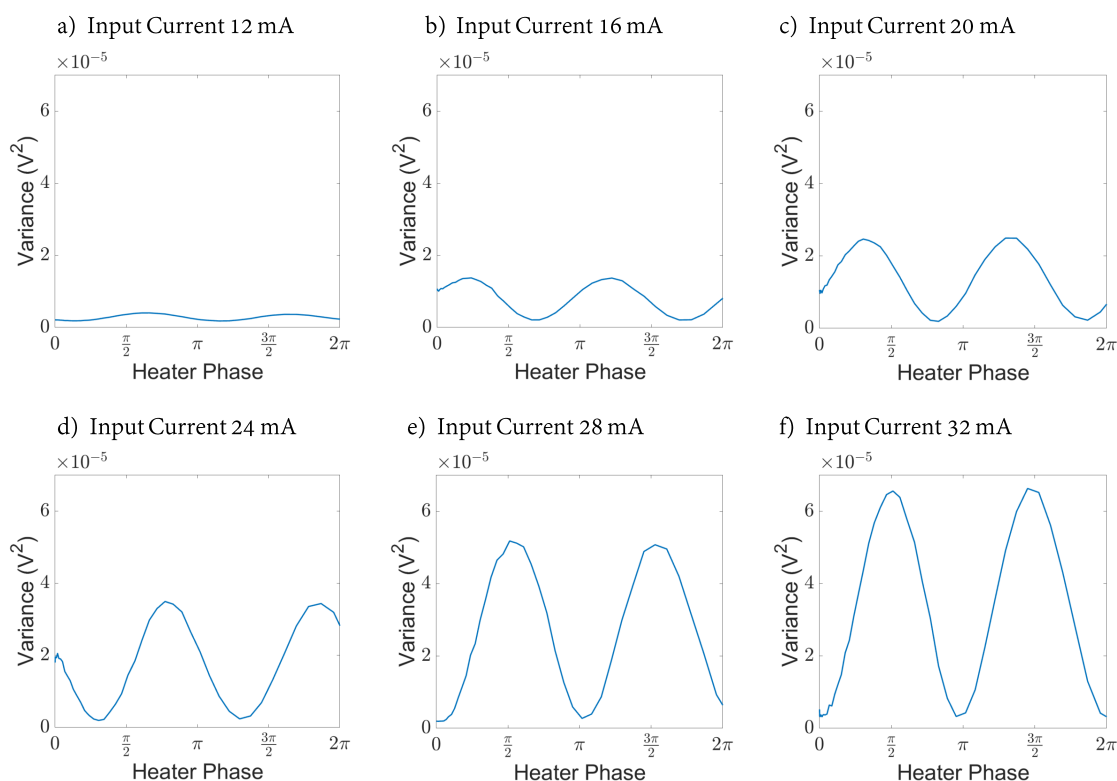 a) Input Current 12 mA
×10⁻⁵
6
4
2
0
Variance (V²)
0 π/2 π 3π/2 2π
Heater Phase
b) Input Current 16 mA
×10⁻⁵
6
4
2
0
Variance (V²)
0 π/2 π 3π/2 2π
Heater Phase
c) Input Current 20 mA
×10⁻⁵
6
4
2
0
Variance (V²)
0 π/2 π 3π/2 2π
Heater Phase
d) Input Current 24 mA
×10⁻⁵
6
4
2
0
Variance (V²)
0 π/2 π 3π/2 2π
Heater Phase
e) Input Current 28 mA
×10⁻⁵
6
4
2
0
Variance (V²)
0 π/2 π 3π/2 2π
Heater Phase
f) Input Current 32 mA
×10⁻⁵
6
4
2
0
Variance (V²)
0 π/2 π 3π/2 2π
Heater Phase